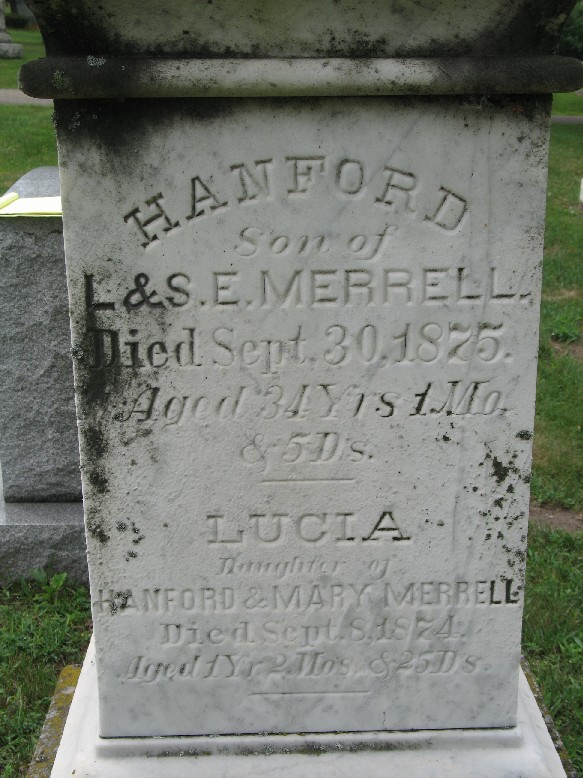 HANFORD
Son of
L & S. E. MERRELL.
Died Sept. 30, 1875.
Aged 34 Yrs 1 Mo.
& 5 Ds.
LUCIA
Daughter of
HANFORD & MARY MERRELL
Died Sept. 8, 1874.
Aged 1 Yr. 2 Mos. & 25 Ds.